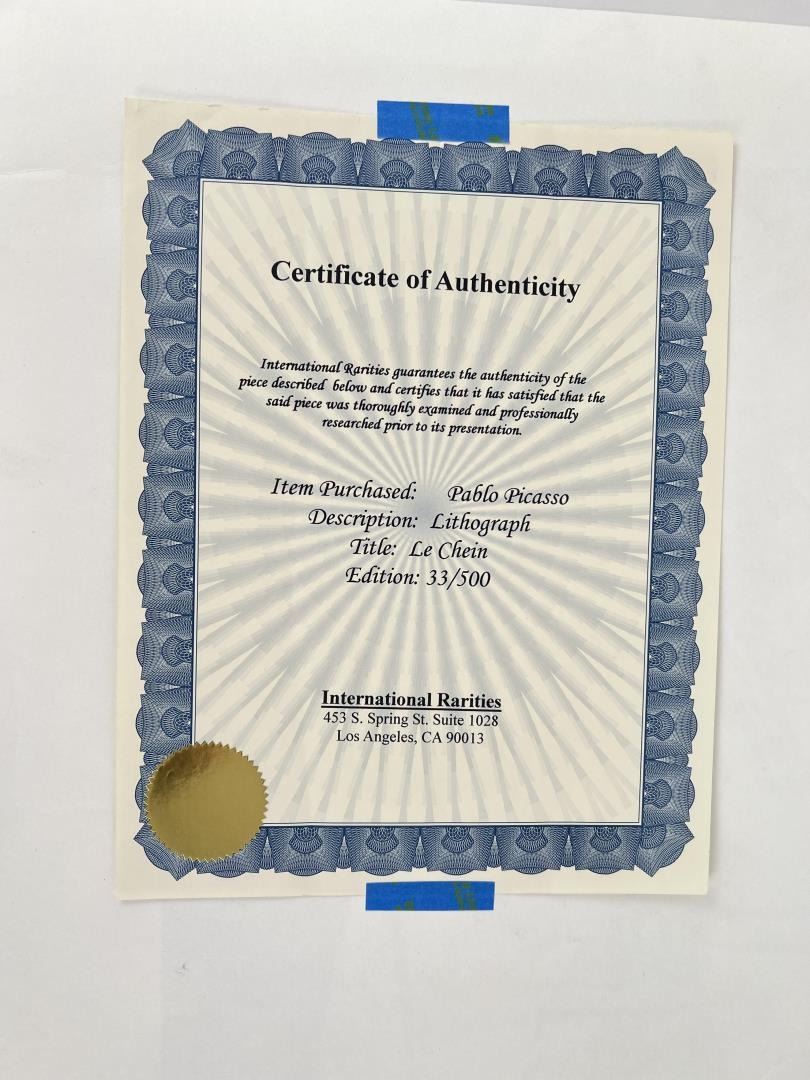 Certificate of Authenticity
International Rarities guarantees the authenticity of the
piece described below and certifies that it has satisfied that the
said piece was thoroughly examined and professionally
researched prior to its presentation.
Item Purchased: Pablo Picasso
Description: Lithograph
Title: Le Chein
Edition: 33/500
International Rarities
453 S. Spring St. Suite 1028
Los Angeles, CA 90013